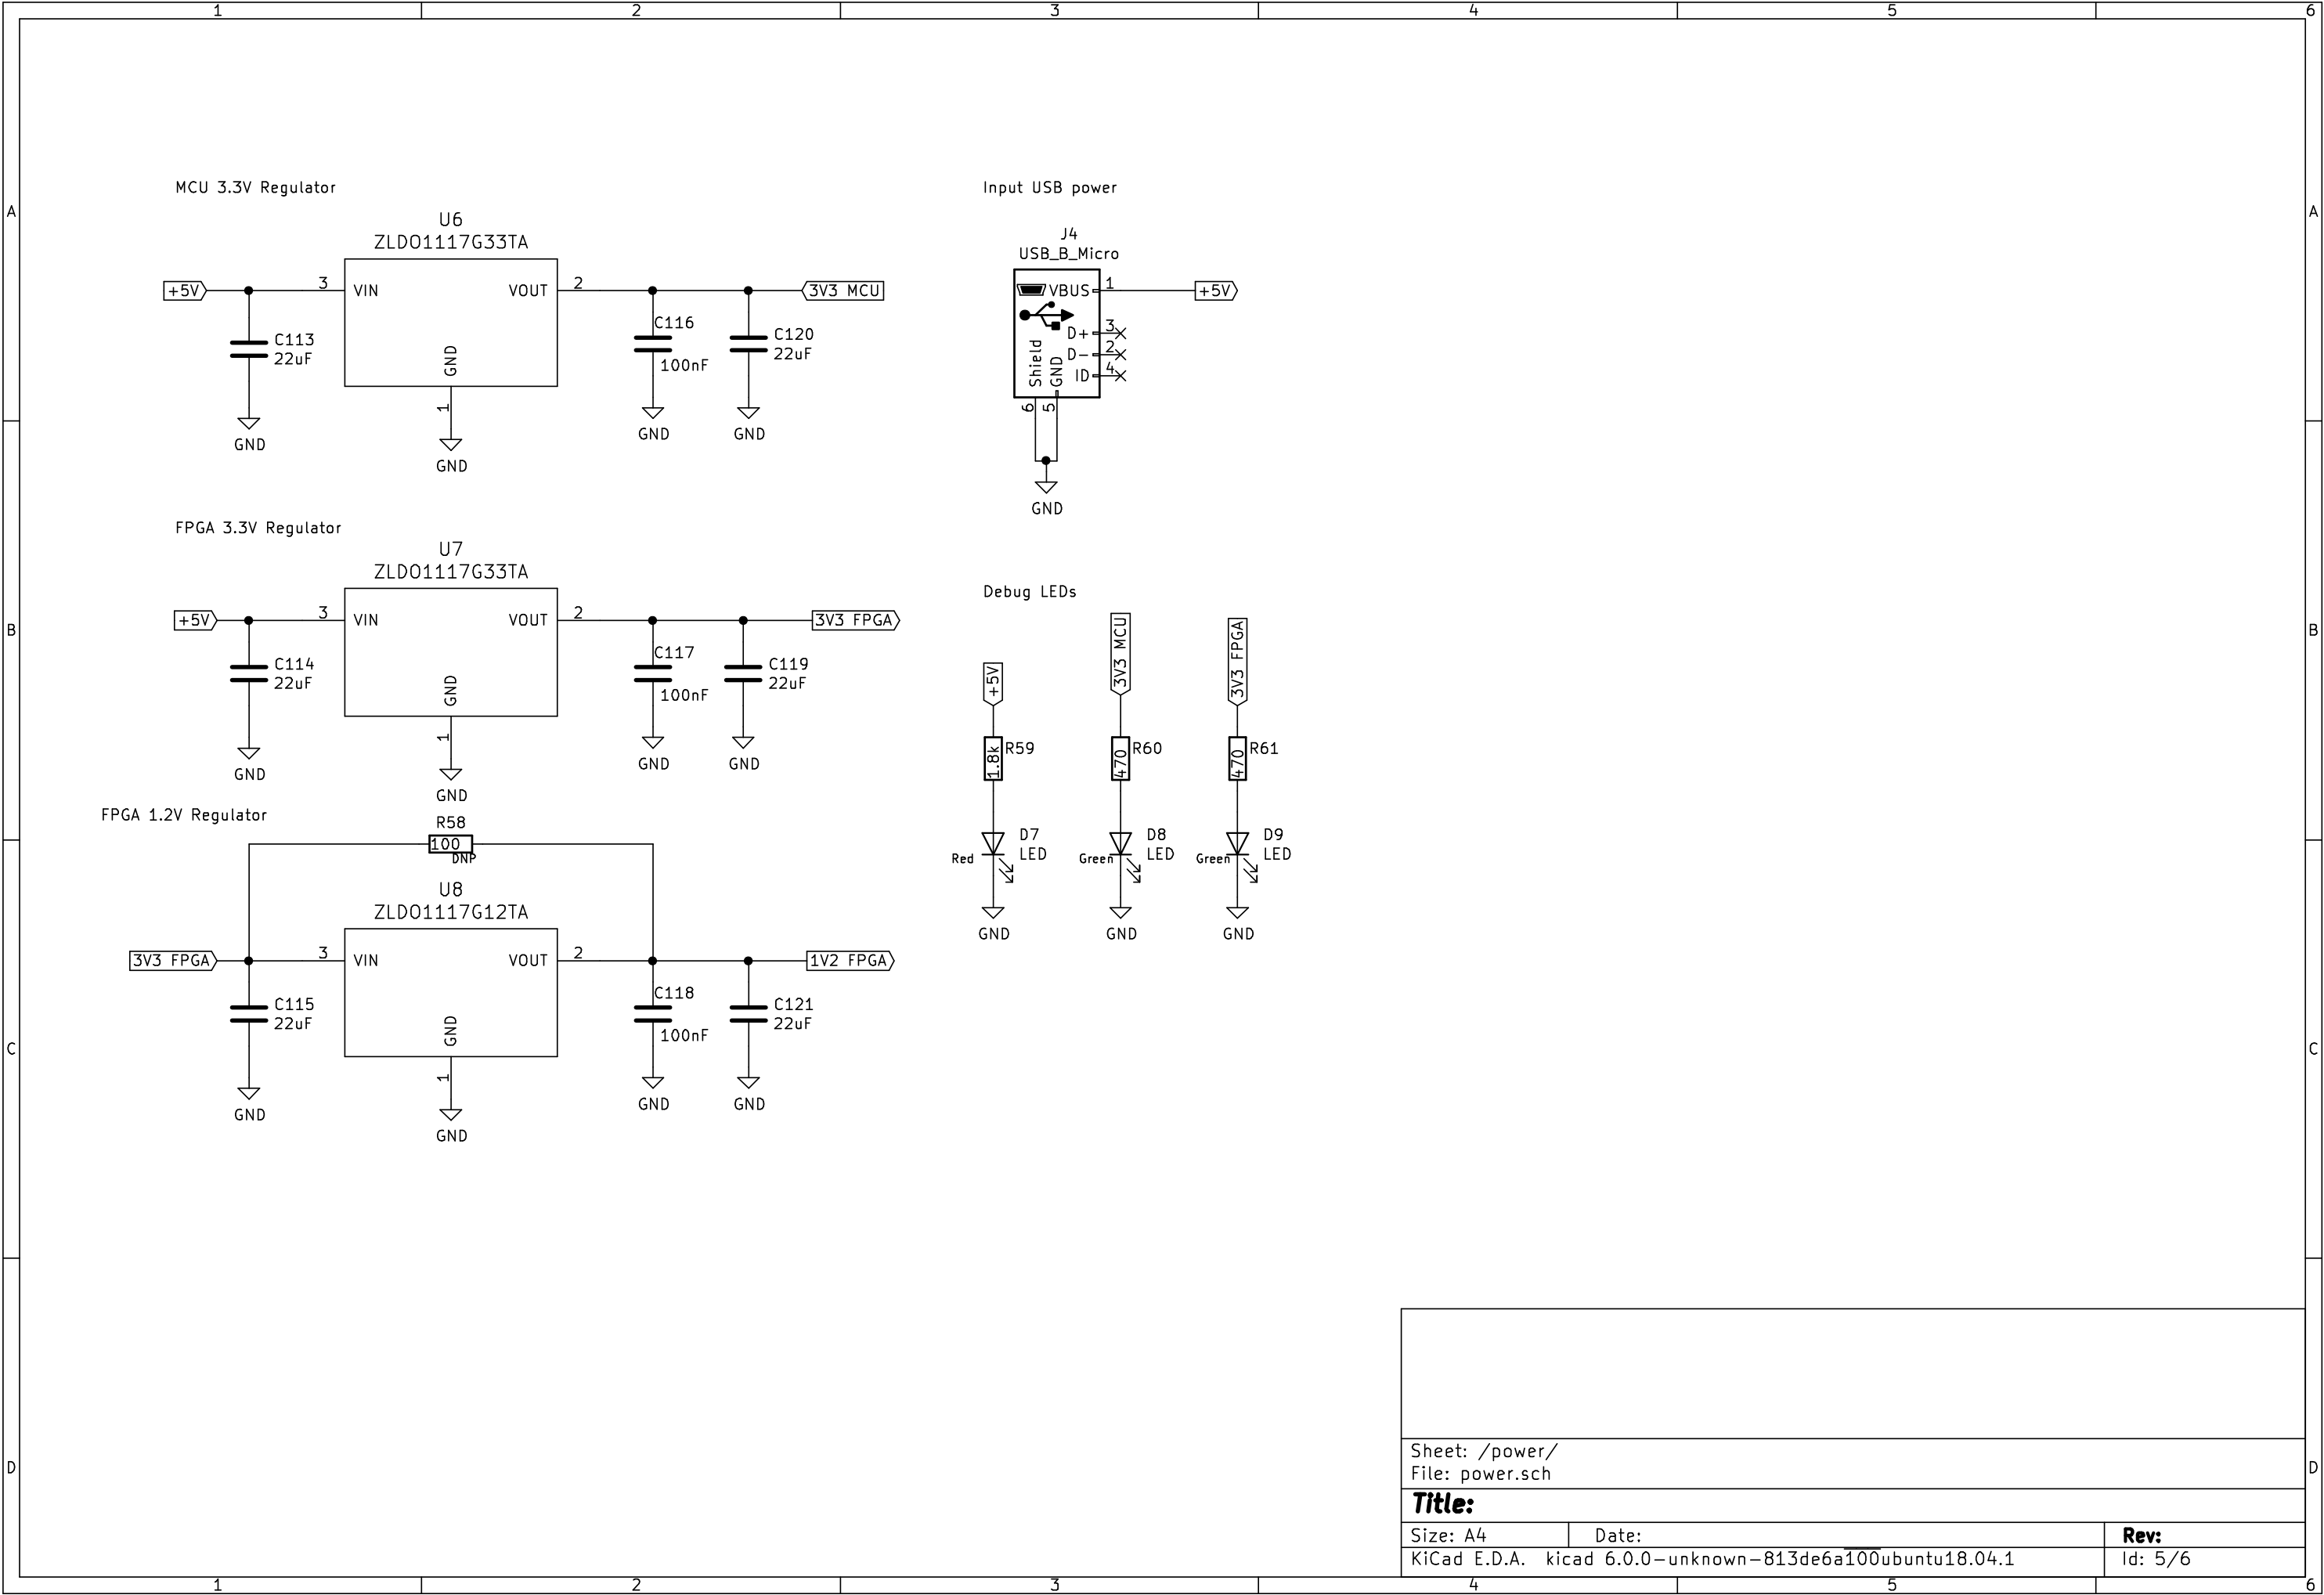 1 2 3 4 5 6
A A
MCU 3.3V Regulator
U6
ZLDO1117G33TA
+5V
3 VIN VOUT 2
GND
1
GND
C113
22uF
GND
C116
100nF
GND
C120
22uF
GND
3V3 MCU
Input USB power
J4
USB_B_Micro
VBUS 1
+5V
D+ 3
D- 2
ID 4
Shield
GND
6 5
GND
FPGA 3.3V Regulator
U7
ZLDO1117G33TA
B B
+5V
3 VIN VOUT 2
GND
1
GND
C114
22uF
GND
C117
100nF
GND
C119
22uF
GND
3V3 FPGA
Debug LEDs
+5V
R59
1.8k
D7
LED
Red
GND
3V3 MCU
R60
470
D8
LED
Green
GND
3V3 FPGA
R61
470
D9
LED
Green
GND
FPGA 1.2V Regulator
R58
100
DNP
U8
ZLDO1117G12TA
3V3 FPGA
3 VIN VOUT 2
GND
1
GND
C115
22uF
GND
C118
100nF
GND
C121
22uF
GND
1V2 FPGA
C C
D D
Sheet: /power/
File: power.sch
Title:
Size: A4 Date: Rev:
KiCad E.D.A. kicad 6.0.0-unknown-813de6a100ubuntu18.04.1 Id: 5/6
1 2 3 4 5 6